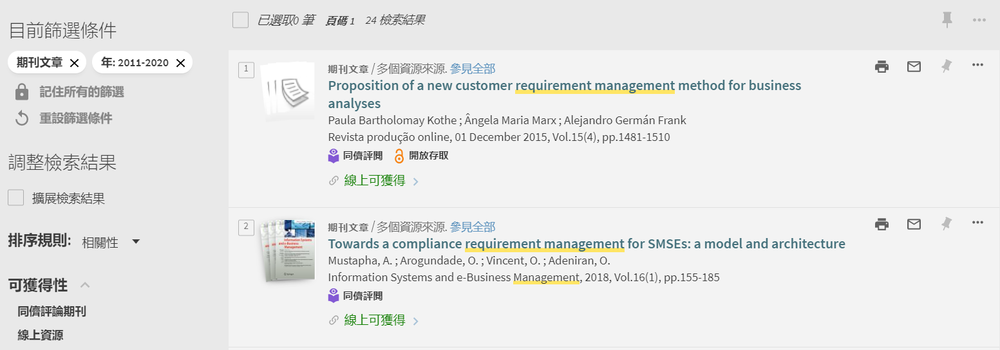 目前篩選條件
期刊文章 ✕ 年: 2011-2020 ✕
記住所有的篩選
重設篩選條件
調整檢索結果
擴展檢索結果
排序規則: 相關性
可獲得性
同儕評論期刊
線上資源
已選取0 筆 頁碼 1 24 檢索結果
1
期刊文章 / 多個資源來源. 參見全部
Proposition of a new customer requirement management method for business
analyses
Paula Bartholomay Kothe ; Ângela Maria Marx ; Alejandro Germán Frank
Revista produção online, 01 December 2015, Vol.15(4), pp.1481-1510
同儕評閱 開放存取
線上可獲得
2
期刊文章 / 多個資源來源. 參見全部
Towards a compliance requirement management for SMSEs: a model and architecture
Mustapha, A. ; Arogundade, O. ; Vincent, O. ; Adeniran, O.
Information Systems and e-Business Management, 2018, Vol.16(1), pp.155-185
同儕評閱
線上可獲得
Information Systems
and e-Business
Management